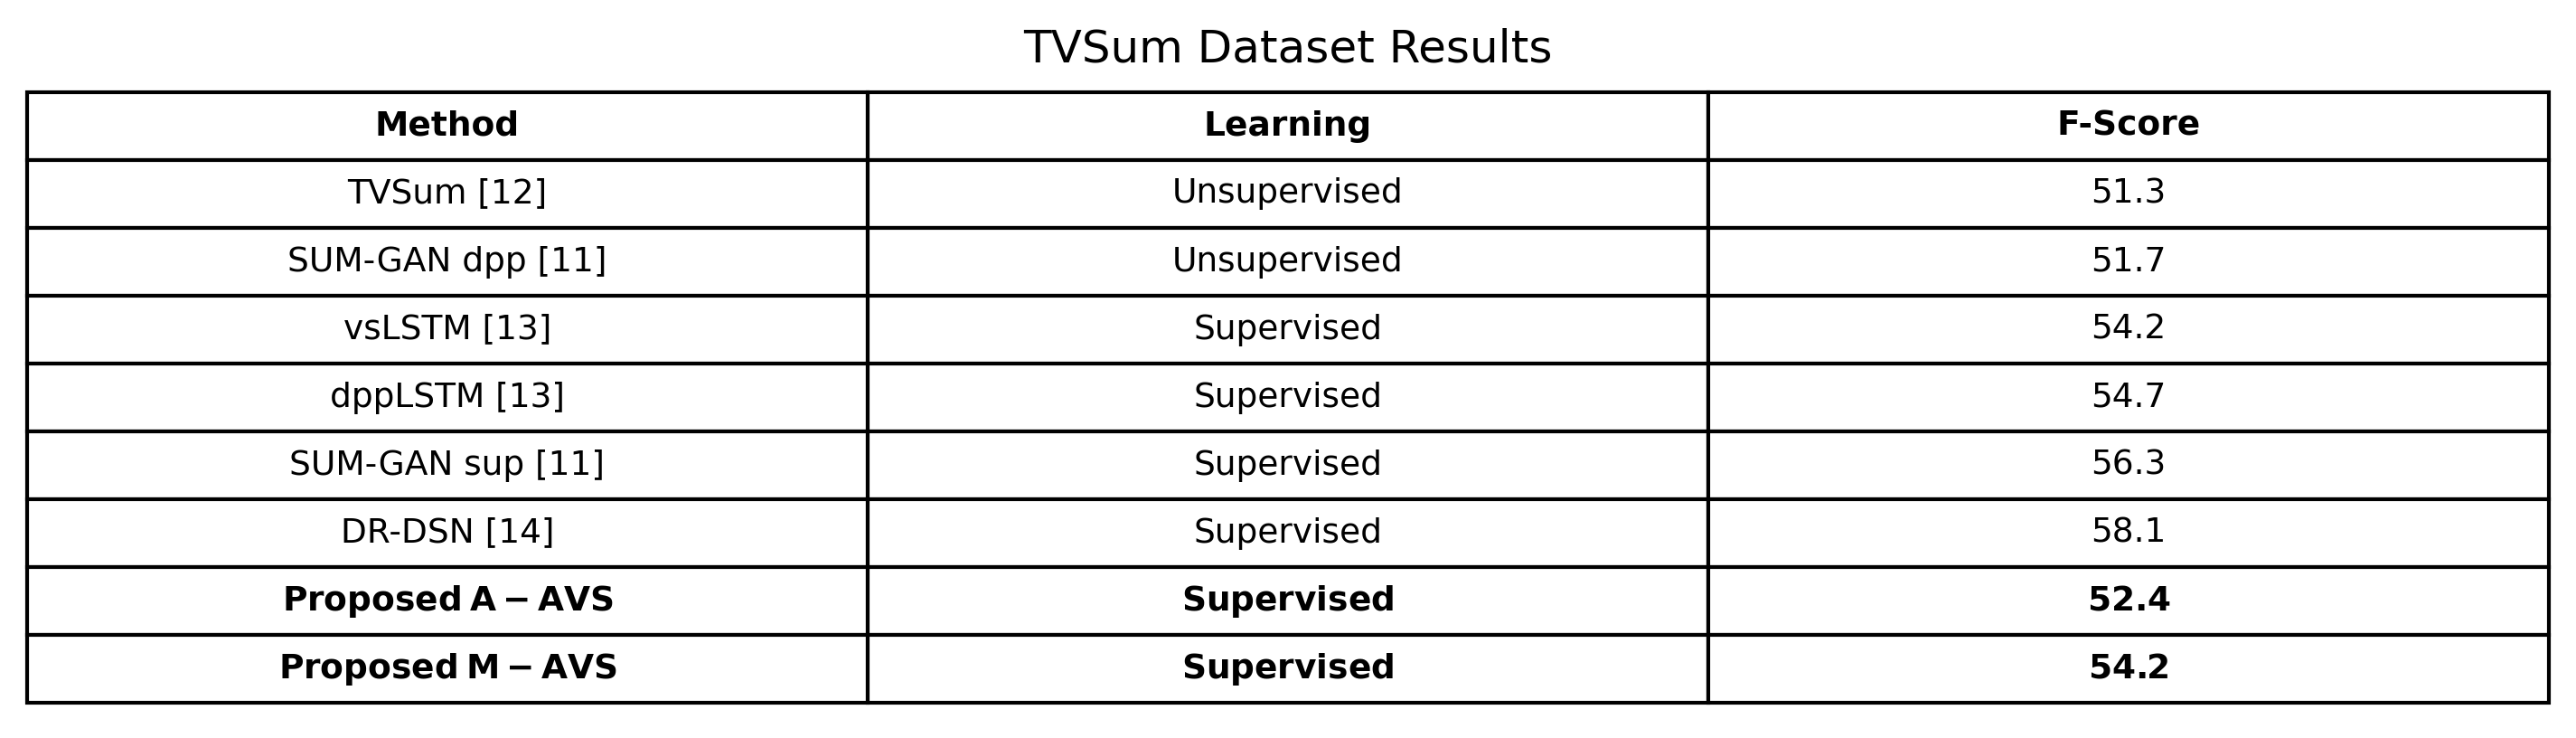 TVSum Dataset Results
Method Learning F-Score
TVSum [12] Unsupervised 51.3
SUM-GAN dpp [11] Unsupervised 51.7
vsLSTM [13] Supervised 54.2
dppLSTM [13] Supervised 54.7
SUM-GAN sup [11] Supervised 56.3
DR-DSN [14] Supervised 58.1
Proposed A − AVS Supervised 52.4
Proposed M − AVS Supervised 54.2